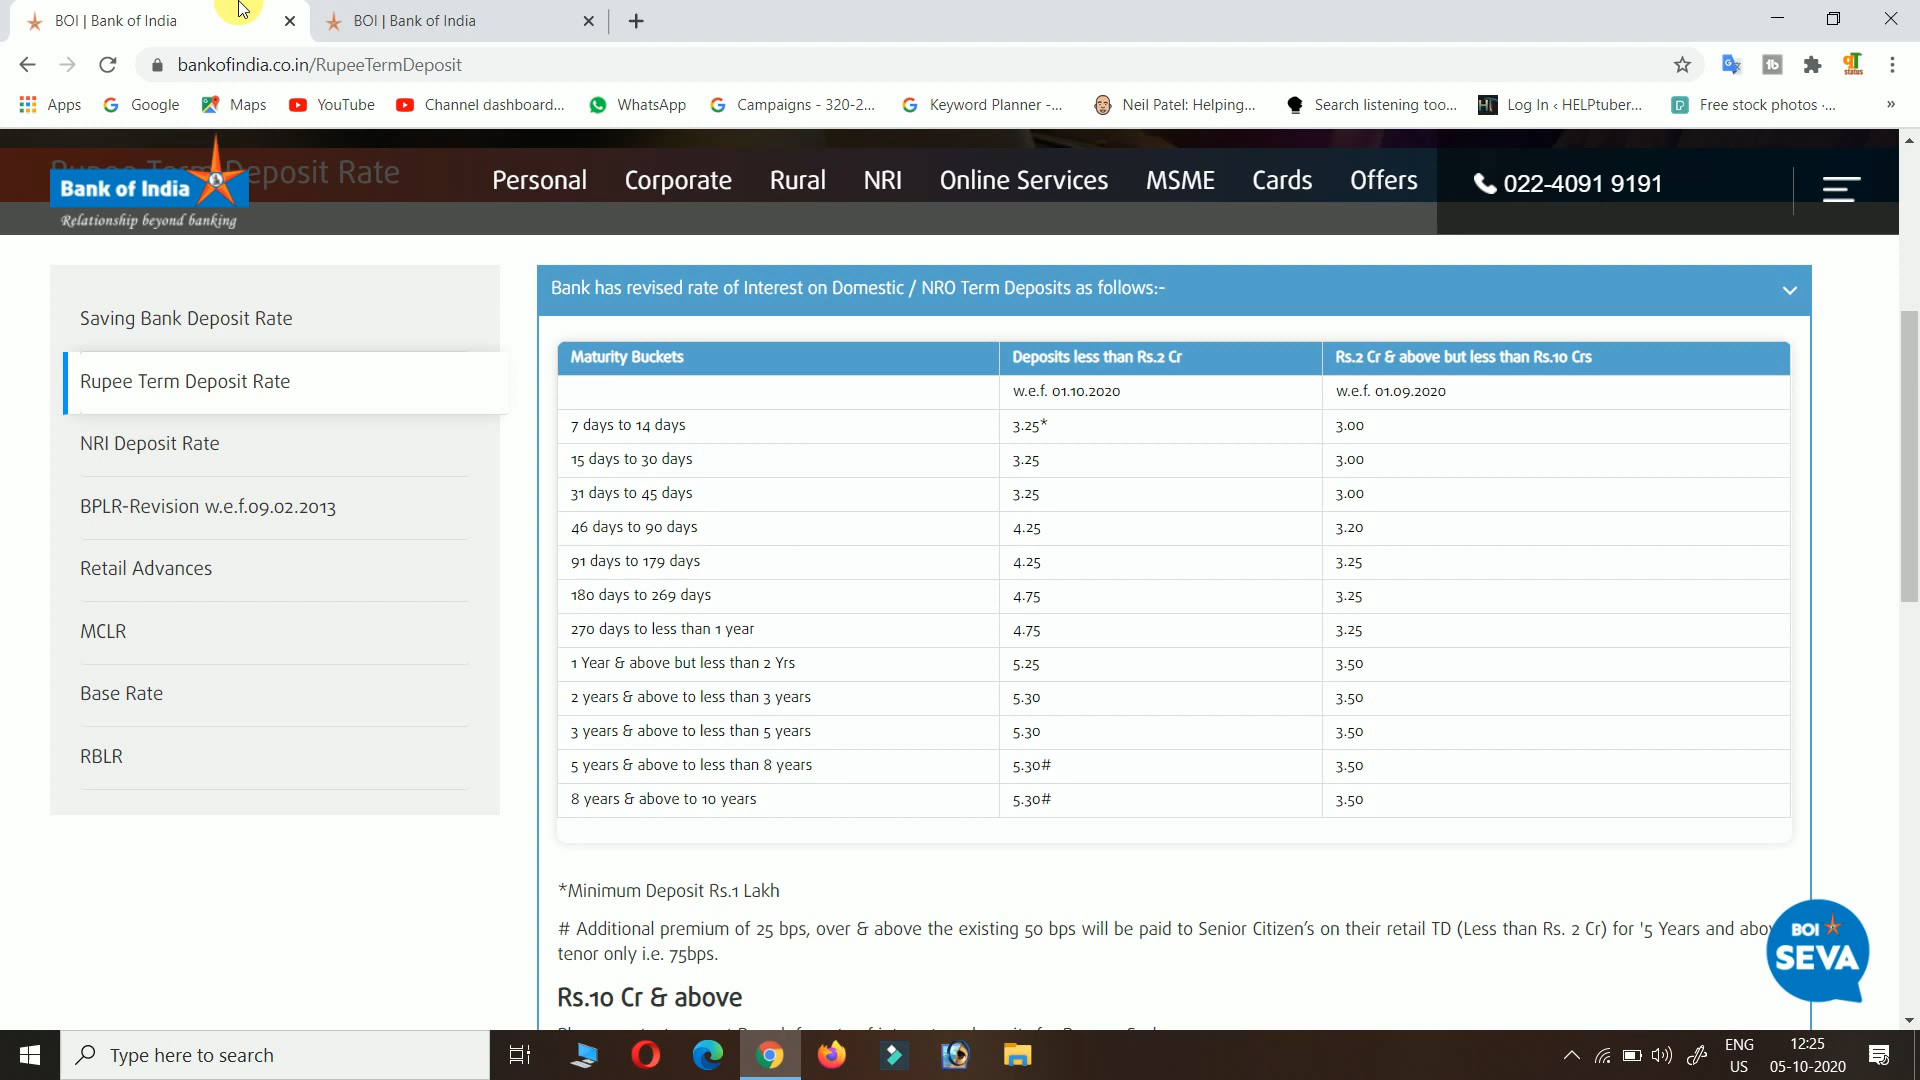 BOI | Bank of India
BOI | Bank of India
bankofindia.co.in/RupeeTermDeposit
Apps Google Maps YouTube Channel dashboard... WhatsApp Campaigns - 320-2... Keyword Planner -... Neil Patel: Helping... Search listening too... Log In ‹ HELPtuber... Free stock photos ·... »
Rupee Term Deposit Rate
Bank of India
Relationship beyond banking
Personal Corporate Rural NRI Online Services MSME Cards Offers 022-4091 9191
Saving Bank Deposit Rate
Rupee Term Deposit Rate
NRI Deposit Rate
BPLR-Revision w.e.f.09.02.2013
Retail Advances
MCLR
Base Rate
RBLR
Bank has revised rate of Interest on Domestic / NRO Term Deposits as follows:-
Maturity Buckets Deposits less than Rs.2 Cr Rs.2 Cr & above but less than Rs.10 Crs
w.e.f. 01.10.2020 w.e.f. 01.09.2020
7 days to 14 days 3.25* 3.00
15 days to 30 days 3.25 3.00
31 days to 45 days 3.25 3.00
46 days to 90 days 4.25 3.20
91 days to 179 days 4.25 3.25
180 days to 269 days 4.75 3.25
270 days to less than 1 year 4.75 3.25
1 Year & above but less than 2 Yrs 5.25 3.50
2 years & above to less than 3 years 5.30 3.50
3 years & above to less than 5 years 5.30 3.50
5 years & above to less than 8 years 5.30# 3.50
8 years & above to 10 years 5.30# 3.50
*Minimum Deposit Rs.1 Lakh
# Additional premium of 25 bps, over & above the existing 50 bps will be paid to Senior Citizen's on their retail TD (Less than Rs. 2 Cr) for '5 Years and abov
tenor only i.e. 75bps.
Rs.10 Cr & above
BOI
SEVA
Type here to search
ENG
US
12:25
05-10-2020